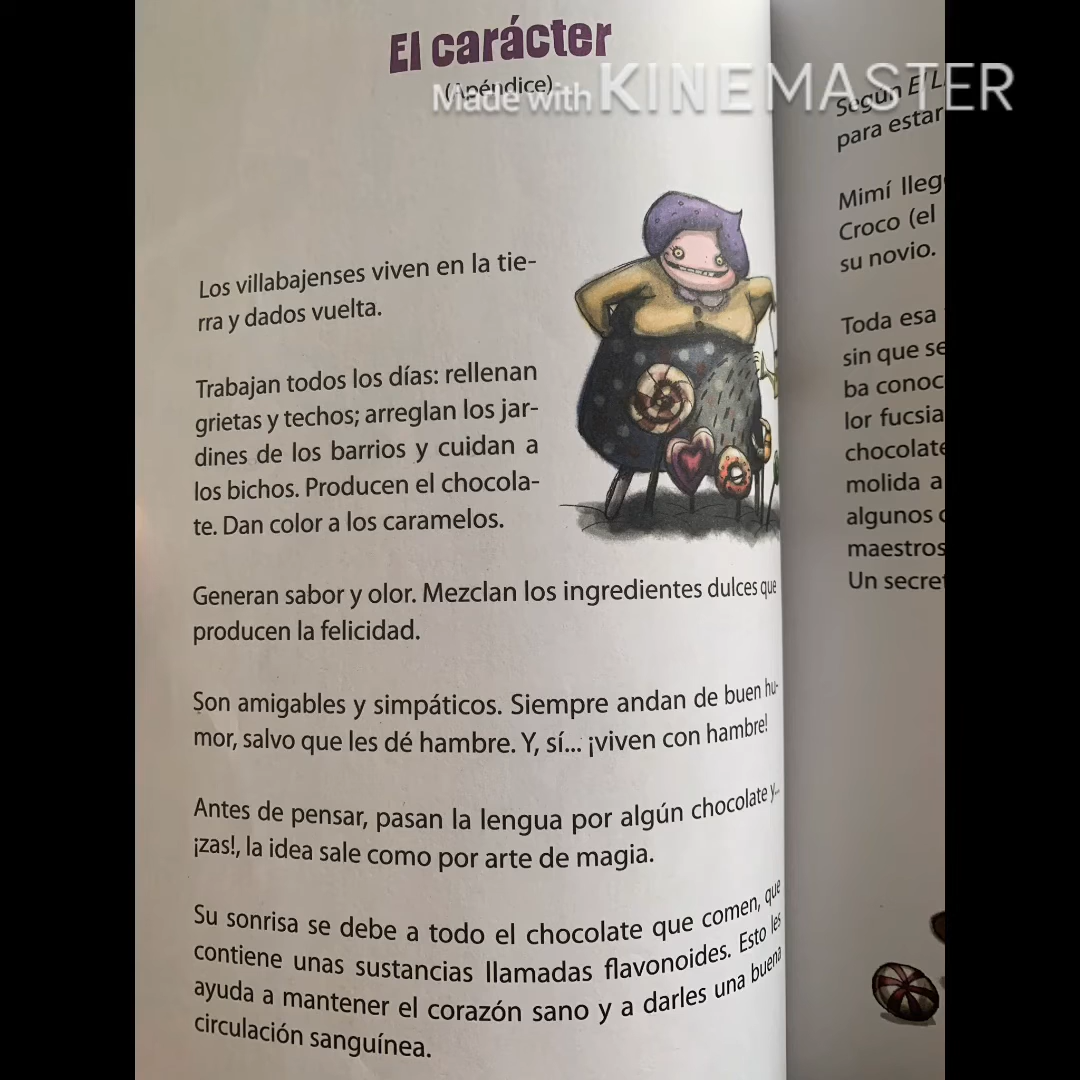 El carácter
(Apéndice)
Made with KINEMASTER
Los villabajenses viven en la tie-
rra y dados vuelta.
Trabajan todos los días: rellenan
grietas y techos; arreglan los jar-
dines de los barrios y cuidan a
los bichos. Producen el chocola-
te. Dan color a los caramelos.
Generan sabor y olor. Mezclan los ingredientes dulces que
producen la felicidad.
Son amigables y simpáticos. Siempre andan de buen hu-
mor, salvo que les dé hambre. Y, sí... ¡viven con hambre!
Antes de pensar, pasan la lengua por algún chocolate y...
¡zas!, la idea sale como por arte de magia.
Su sonrisa se debe a todo el chocolate que comen, que
contiene unas sustancias llamadas flavonoides. Esto les
ayuda a mantener el corazón sano y a darles una buena
circulación sanguínea.
Según El
para estar
Mimí
Croco (el
su novio.
Toda esa
sin que
ba
lor fucsia
chocolate
molida a
algunos
maestros
Un